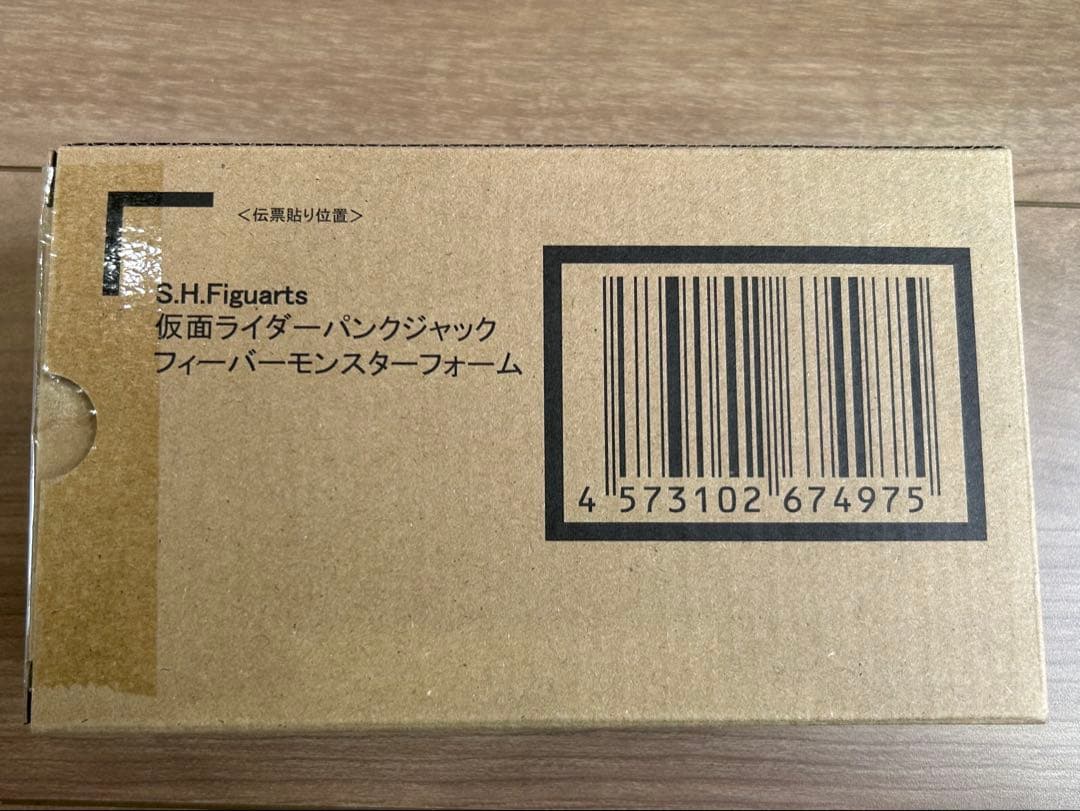 <伝票貼り位置>
S.H.Figuarts
仮面ライダーパンクジャック
フィーバーモンスターフォーム
4 573102 674975